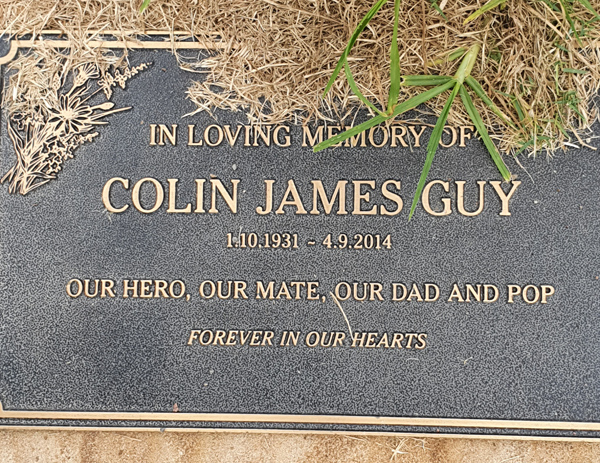 IN LOVING MEMORY OF
COLIN JAMES GUY
1.10.1931 - 4.9.2014
OUR HERO, OUR MATE, OUR DAD AND POP
FOREVER IN OUR HEARTS